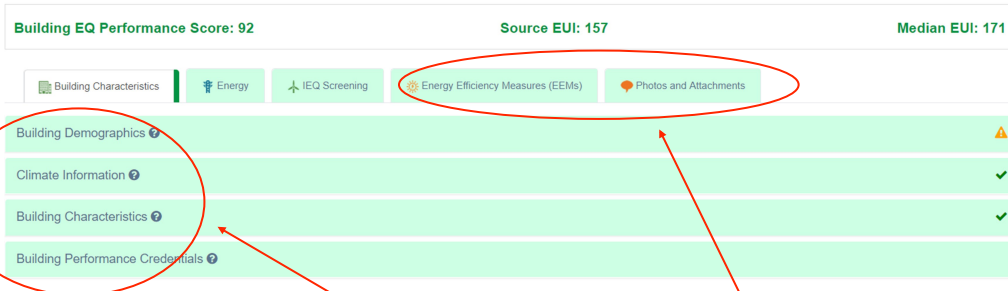 Building EQ Performance Score: 92 Source EUI: 157 Median EUI: 171
Building Characteristics Energy IEQ Screening Energy Efficiency Measures (EEMs) Photos and Attachments
Building Demographics ?
Climate Information ?
Building Characteristics ?
Building Performance Credentials ?